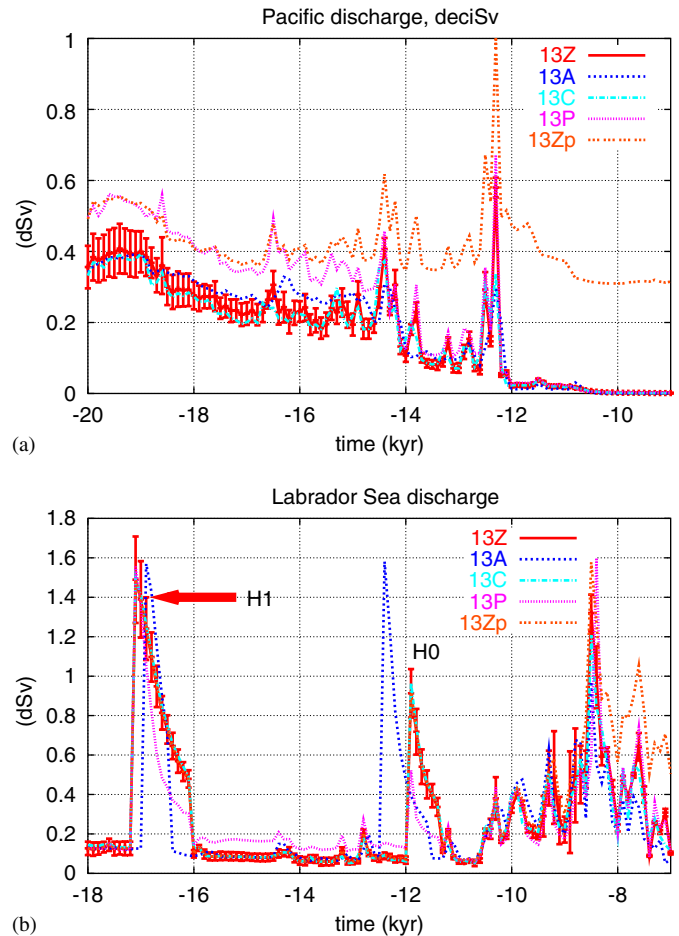 Pacific discharge, deciSv
1
0.8
0.6
0.4
0.2
0
(dSv)
13Z
13A
13C
13P
13Zp
-20
-18
-16
-14
-12
-10
time (kyr)
(a)
Labrador Sea discharge
1.8
1.6
1.4
1.2
1
0.8
0.6
0.4
0.2
0
(dSv)
13Z
13A
13C
13P
13Zp
H1
H0
-18
-16
-14
-12
-10
-8
-7
time (kyr)
(b)